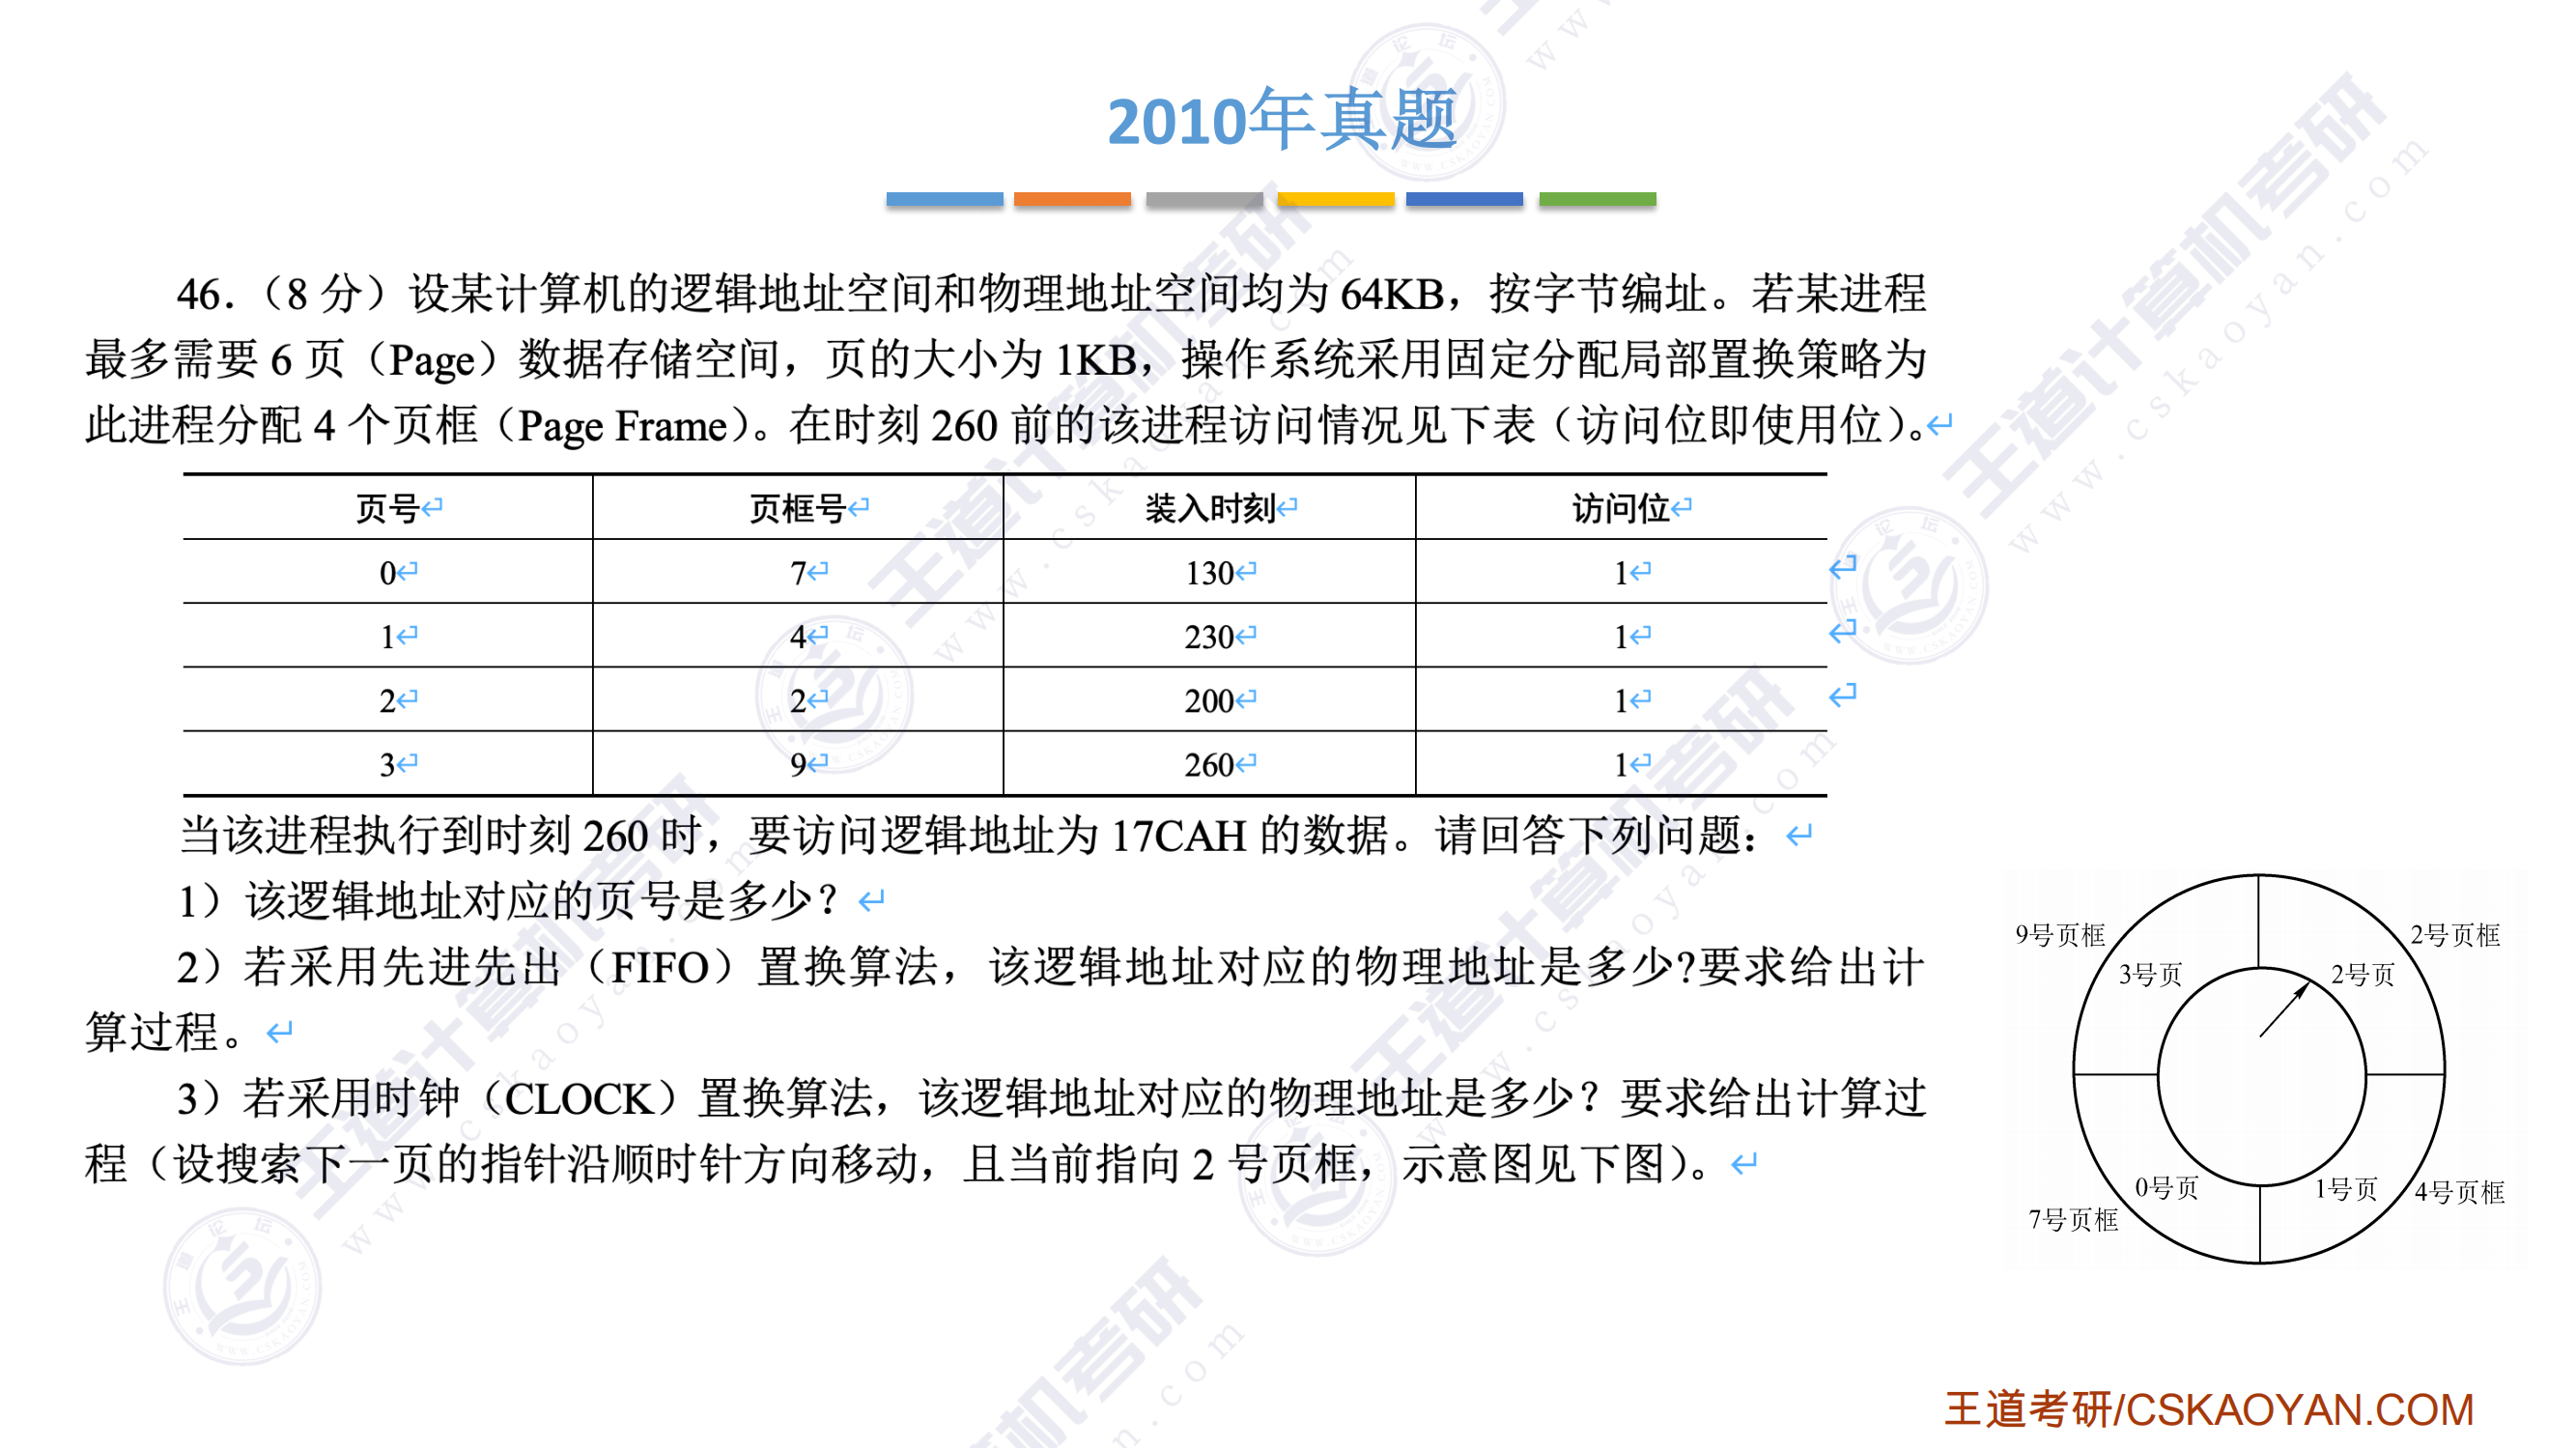 2010年真题
46.（8 分）设某计算机的逻辑地址空间和物理地址空间均为 64KB，按字节编址。若某进程
最多需要 6 页（Page）数据存储空间，页的大小为 1KB，操作系统采用固定分配局部置换策略为
此进程分配 4 个页框（Page Frame）。在时刻 260 前的该进程访问情况见下表（访问位即使用位）。
页号 页框号 装入时刻 访问位
0 7 130 1
1 4 230 1
2 2 200 1
3 9 260 1
当该进程执行到时刻 260 时，要访问逻辑地址为 17CAH 的数据。请回答下列问题：
1）该逻辑地址对应的页号是多少？
2）若采用先进先出（FIFO）置换算法，该逻辑地址对应的物理地址是多少?要求给出计
算过程。
3）若采用时钟（CLOCK）置换算法，该逻辑地址对应的物理地址是多少？要求给出计算过
程（设搜索下一页的指针沿顺时针方向移动，且当前指向 2 号页框，示意图见下图）。
9号页框
2号页框
3号页
2号页
0号页
1号页
7号页框
4号页框
王道考研/CSKAOYAN.COM
王道计算机考研
www.cskaoyan.com